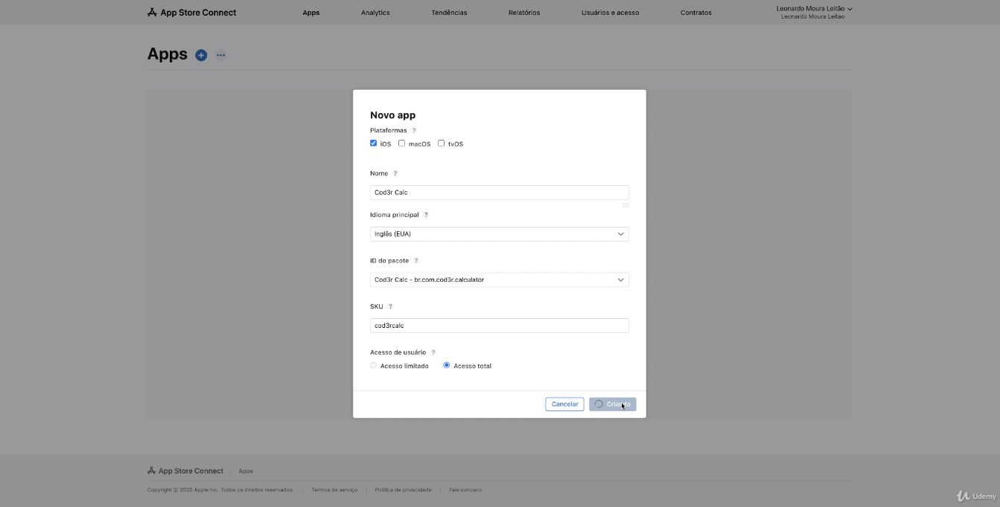 App Store Connect
Apps
Analytics
Tendências
Relatórios
Usuários e acesso
Contratos
Leonardo Moura Leitão
Leonardo Moura Leitao
Apps
Novo app
Plataformas ?
iOS macOS tvOS
Nome ?
Cod3r Calc
20
Idioma principal ?
Inglês (EUA)
ID do pacote ?
Cod3r Calc - br.com.cod3r.calculator
SKU ?
cod3rcalc
Acesso de usuário ?
Acesso limitado Acesso total
Cancelar
Criando
App Store Connect Apps
Copyright © 2020 Apple Inc. Todos os direitos reservados. Termos de serviço Política de privacidade Fale conosco
Udemy